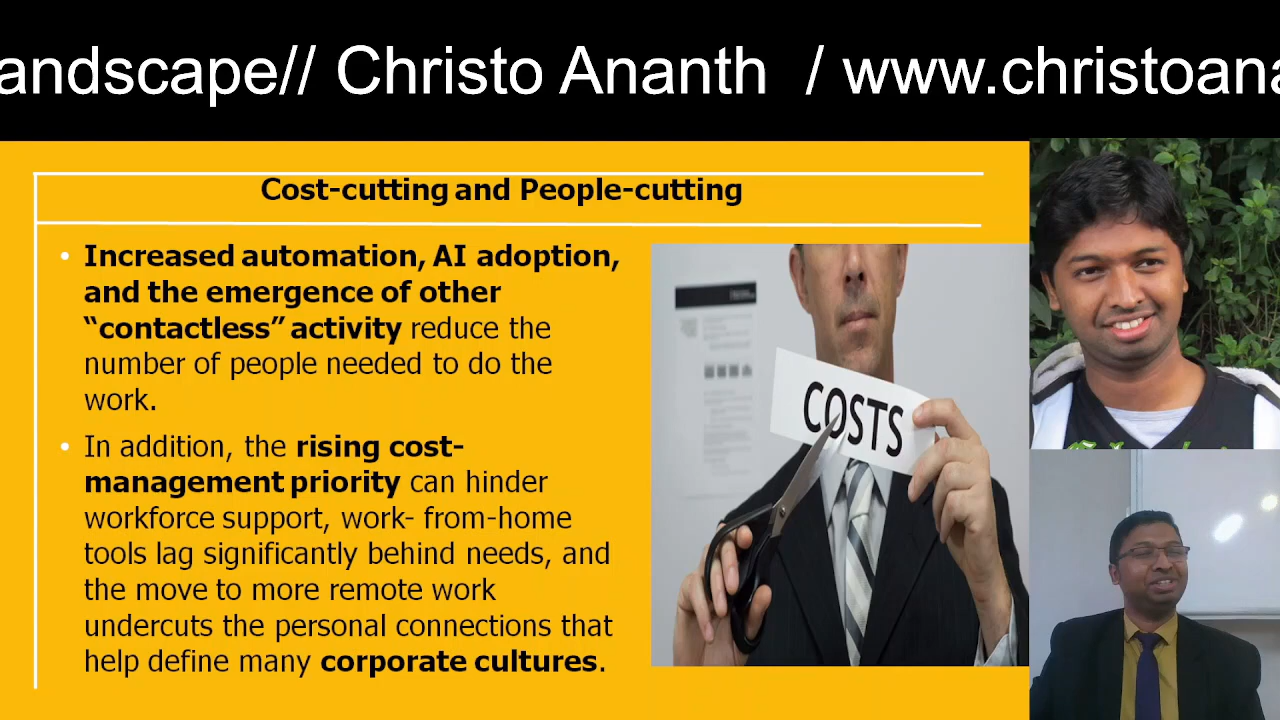 andscape// Christo Ananth / www.christoana
Cost-cutting and People-cutting
• Increased automation, AI adoption,
and the emergence of other
“contactless” activity reduce the
number of people needed to do the
work.
• In addition, the rising cost-
management priority can hinder
workforce support, work- from-home
tools lag significantly behind needs, and
the move to more remote work
undercuts the personal connections that
help define many corporate cultures.
COSTS